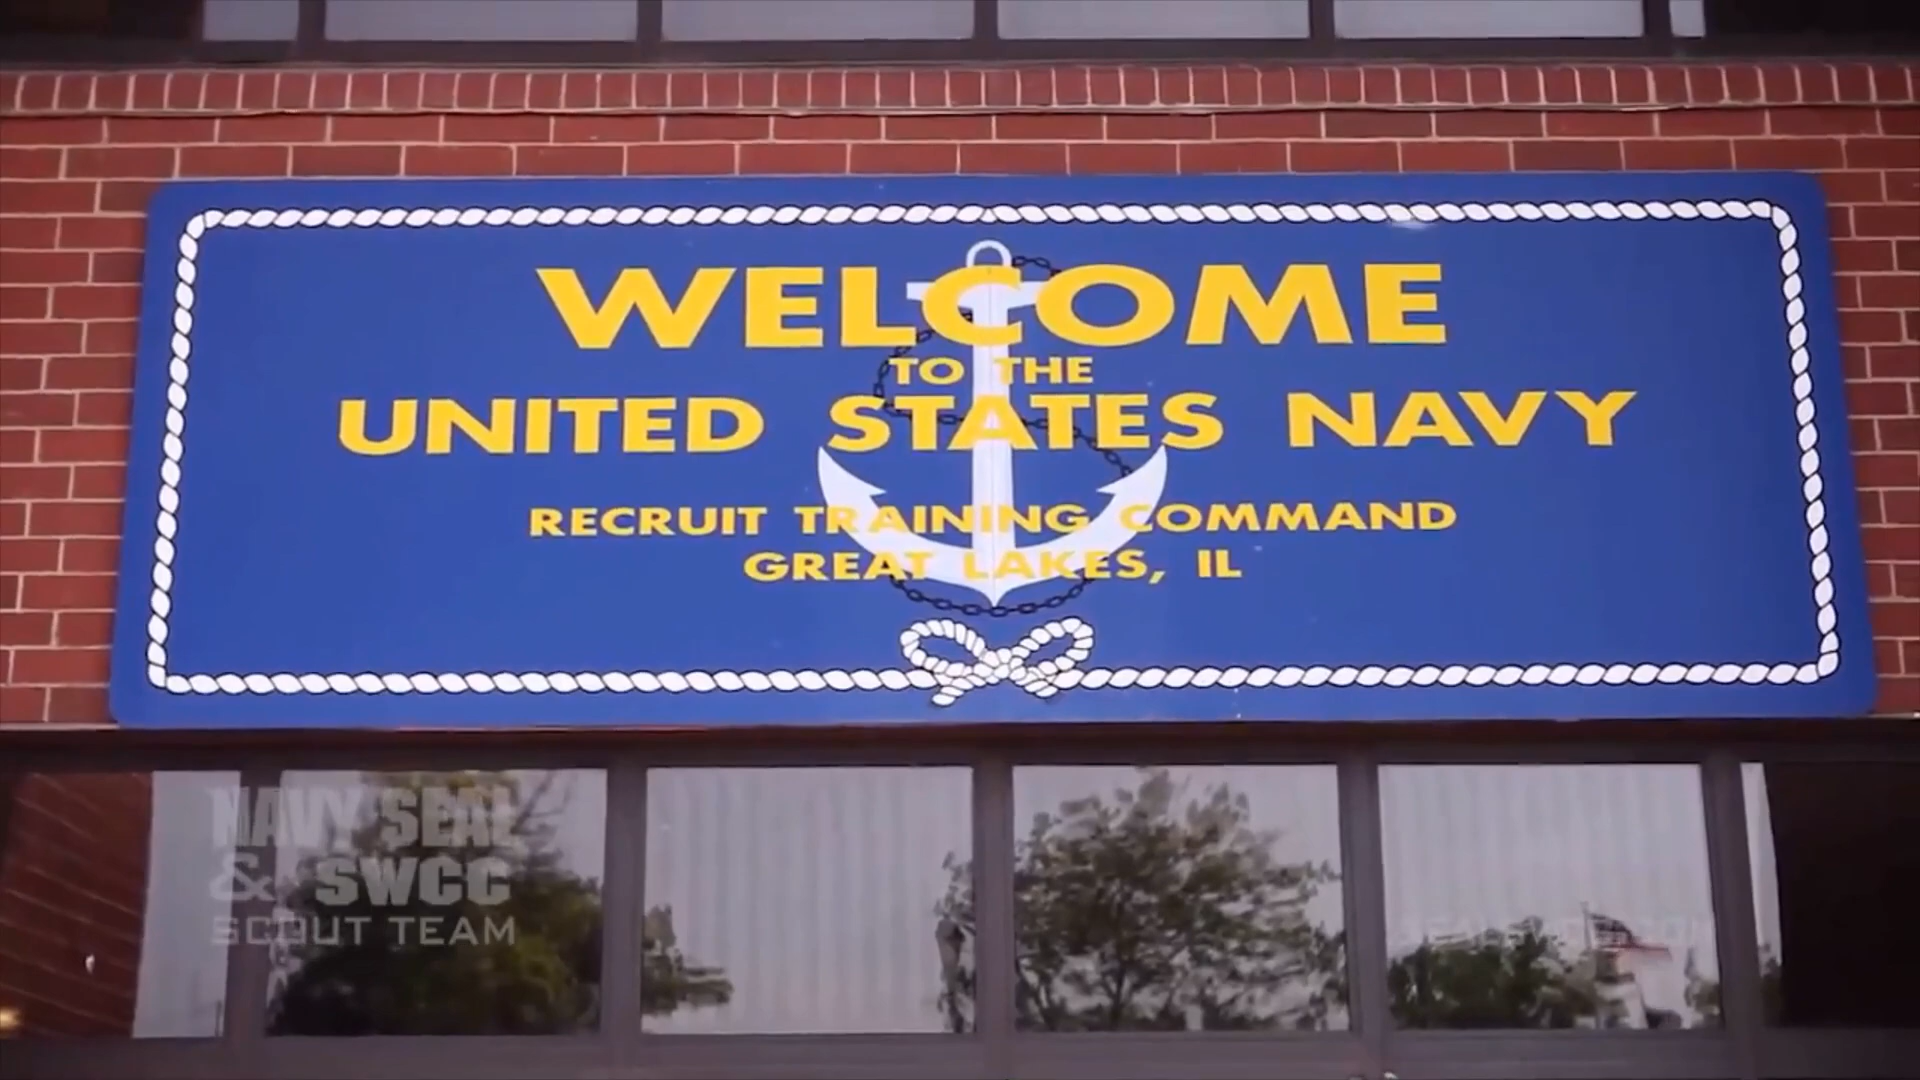 WELCOME
TO THE
UNITED STATES NAVY
RECRUIT TRAINING COMMAND
GREAT LAKES, IL
NAVY SEAL
& SWCC
SCOUT TEAM